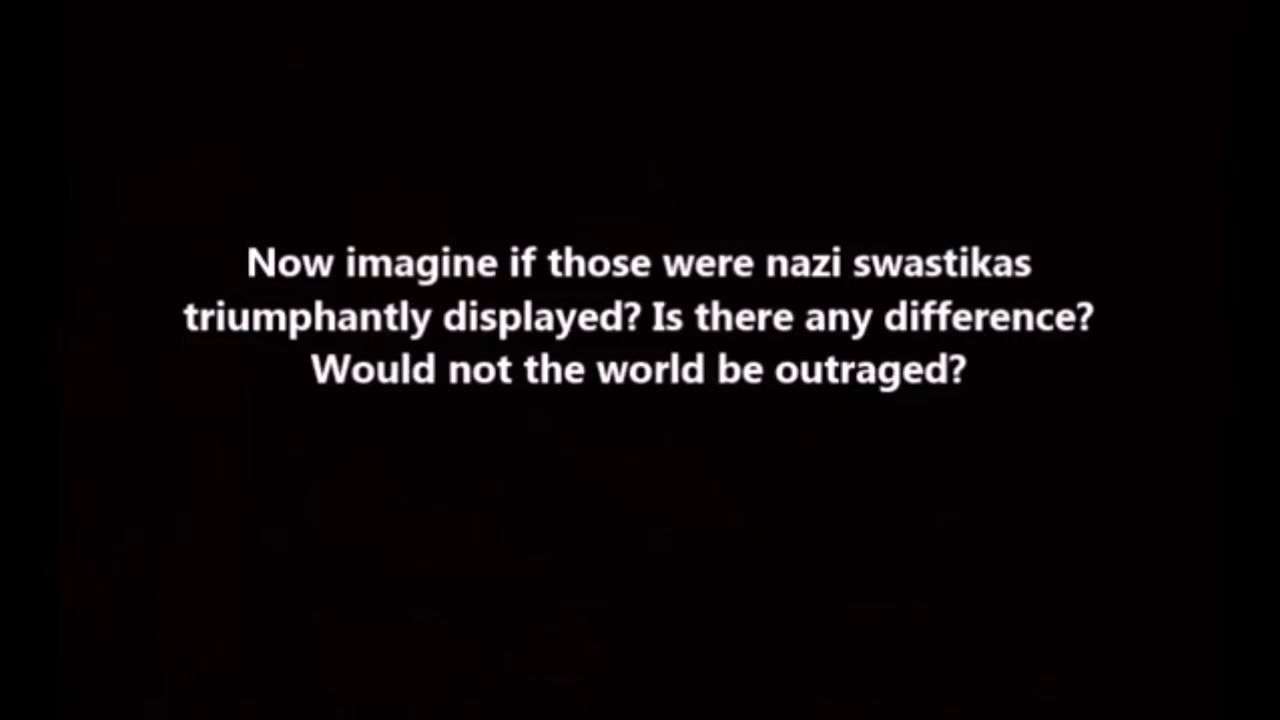 Now imagine if those were nazi swastikas
triumphantly displayed? Is there any difference?
Would not the world be outraged?